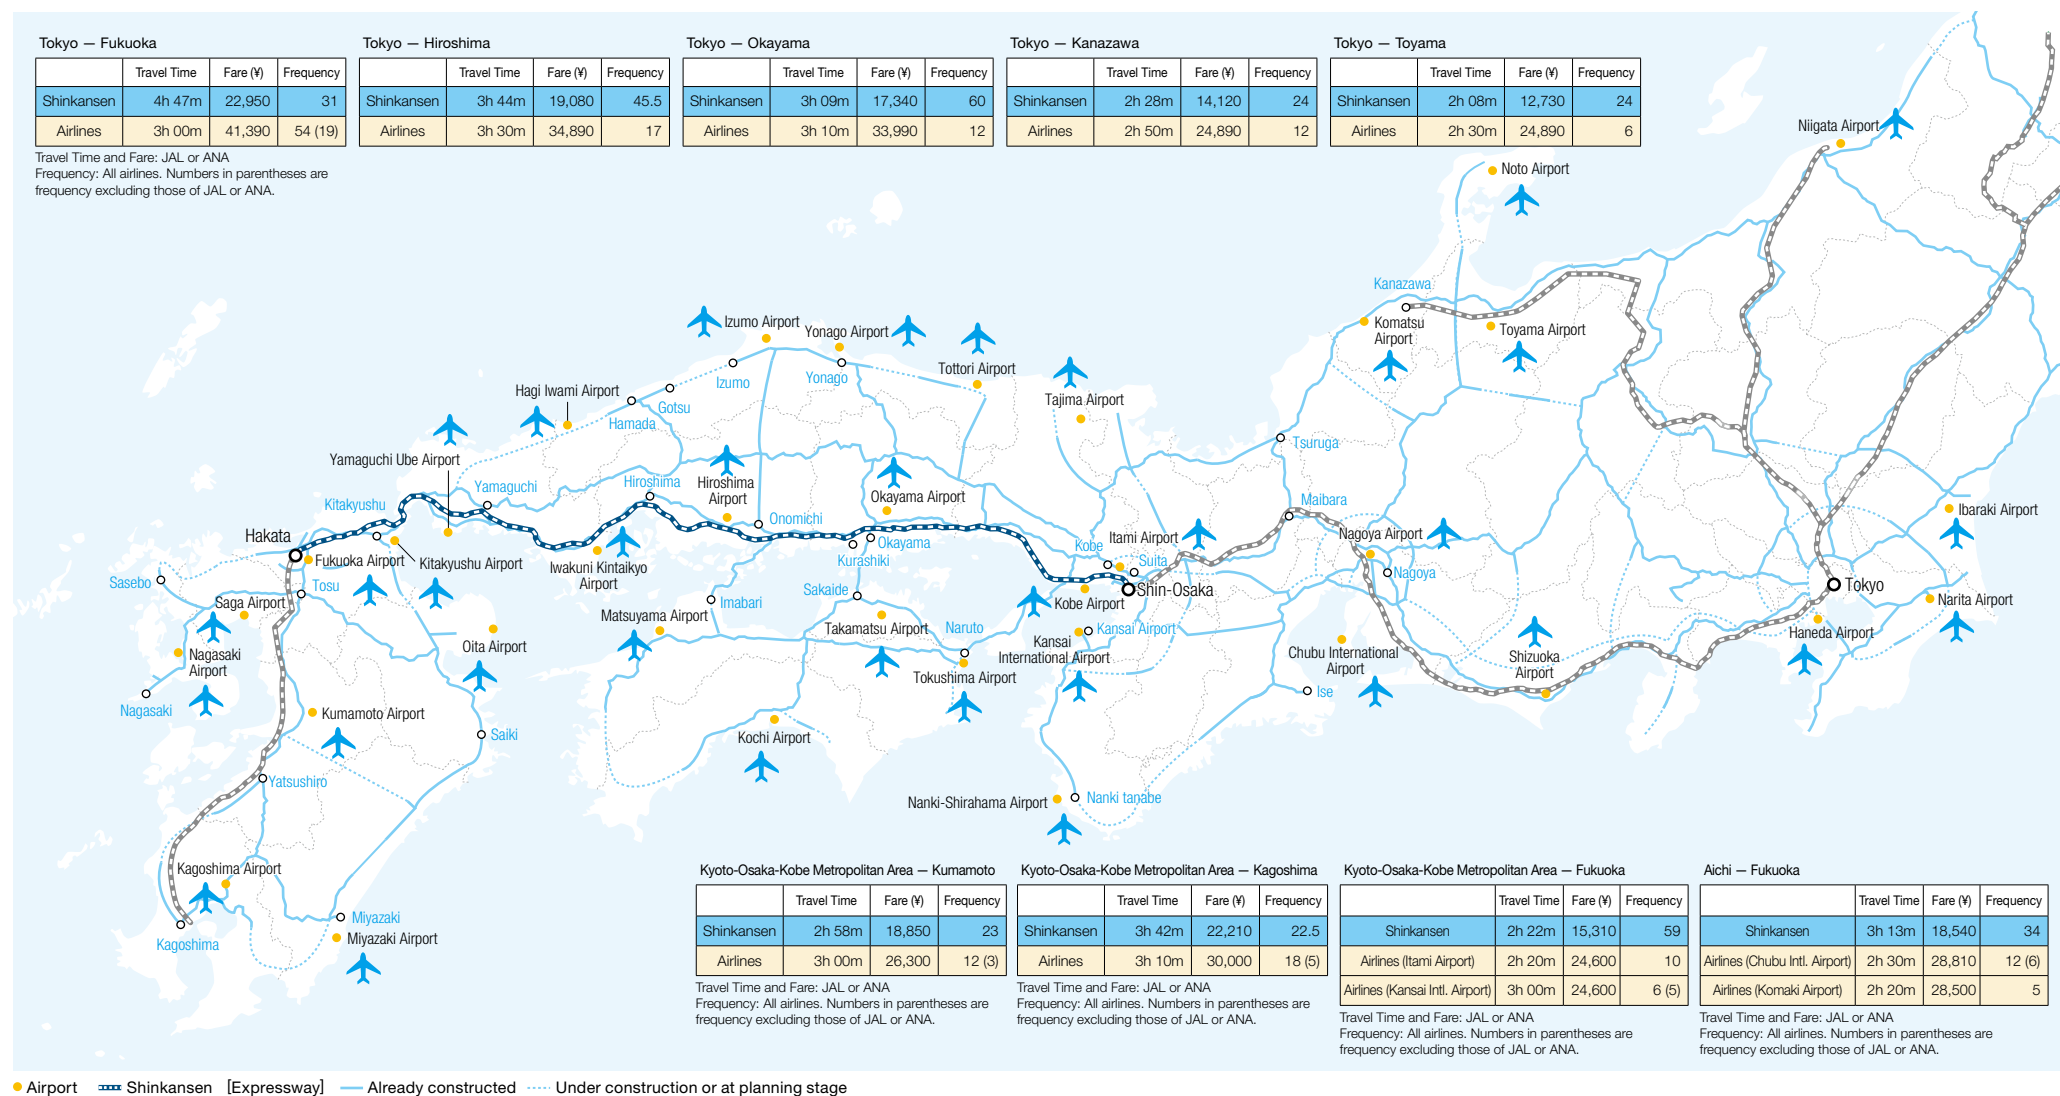 Tokyo — Fukuoka
Travel Time Fare (¥) Frequency
Shinkansen 4h 47m 22,950 31
Airlines 3h 00m 41,390 54 (19)
Travel Time and Fare: JAL or ANA
Frequency: All airlines. Numbers in parentheses are
frequency excluding those of JAL or ANA.
Tokyo — Hiroshima
Travel Time Fare (¥) Frequency
Shinkansen 3h 44m 19,080 45.5
Airlines 3h 30m 34,890 17
Tokyo — Okayama
Travel Time Fare (¥) Frequency
Shinkansen 3h 09m 17,340 60
Airlines 3h 10m 33,990 12
Tokyo — Kanazawa
Travel Time Fare (¥) Frequency
Shinkansen 2h 28m 14,120 24
Airlines 2h 50m 24,890 12
Tokyo — Toyama
Travel Time Fare (¥) Frequency
Shinkansen 2h 08m 12,730 24
Airlines 2h 30m 24,890 6
Niigata Airport
Noto Airport
Kanazawa
Komatsu
Airport
Toyama Airport
Izumo Airport
Yonago Airport
Tottori Airport
Izumo
Yonago
Tajima Airport
Hagi Iwami Airport
Gotsu
Hamada
Tsuruga
Yamaguchi Ube Airport
Yamaguchi
Hiroshima
Hiroshima
Airport
Okayama Airport
Kitakyushu
Onomichi
Maibara
Ibaraki Airport
Hakata
Fukuoka Airport
Kitakyushu Airport
Iwakuni Kintaikyo
Airport
Kurashiki
Okayama
Kobe
Itami Airport
Suita
Nagoya Airport
Nagoya
Sasebo
Tosu
Saga Airport
Imabari
Sakaide
Kobe Airport
Shin-Osaka
Tokyo
Narita Airport
Haneda Airport
Matsuyama Airport
Takamatsu Airport
Naruto
Kansai
International Airport
Kansai Airport
Oita Airport
Nagasaki
Airport
Tokushima Airport
Chubu International
Airport
Shizuoka
Airport
Ise
Nagasaki
Kumamoto Airport
Saiki
Kochi Airport
Yatsushiro
Nanki-Shirahama Airport
Nanki tanabe
Kagoshima Airport
Miyazaki
Miyazaki Airport
Kagoshima
Kyoto-Osaka-Kobe Metropolitan Area — Kumamoto
Travel Time Fare (¥) Frequency
Shinkansen 2h 58m 18,850 23
Airlines 3h 00m 26,300 12 (3)
Travel Time and Fare: JAL or ANA
Frequency: All airlines. Numbers in parentheses are
frequency excluding those of JAL or ANA.
Kyoto-Osaka-Kobe Metropolitan Area — Kagoshima
Travel Time Fare (¥) Frequency
Shinkansen 3h 42m 22,210 22.5
Airlines 3h 10m 30,000 18 (5)
Travel Time and Fare: JAL or ANA
Frequency: All airlines. Numbers in parentheses are
frequency excluding those of JAL or ANA.
Kyoto-Osaka-Kobe Metropolitan Area — Fukuoka
Travel Time Fare (¥) Frequency
Shinkansen 2h 22m 15,310 59
Airlines (Itami Airport) 2h 20m 24,600 10
Airlines (Kansai Intl. Airport) 3h 00m 24,600 6 (5)
Travel Time and Fare: JAL or ANA
Frequency: All airlines. Numbers in parentheses are
frequency excluding those of JAL or ANA.
Aichi — Fukuoka
Travel Time Fare (¥) Frequency
Shinkansen 3h 13m 18,540 34
Airlines (Chubu Intl. Airport) 2h 30m 28,810 12 (6)
Airlines (Komaki Airport) 2h 20m 28,500 5
Travel Time and Fare: JAL or ANA
Frequency: All airlines. Numbers in parentheses are
frequency excluding those of JAL or ANA.
Airport Shinkansen [Expressway] Already constructed Under construction or at planning stage